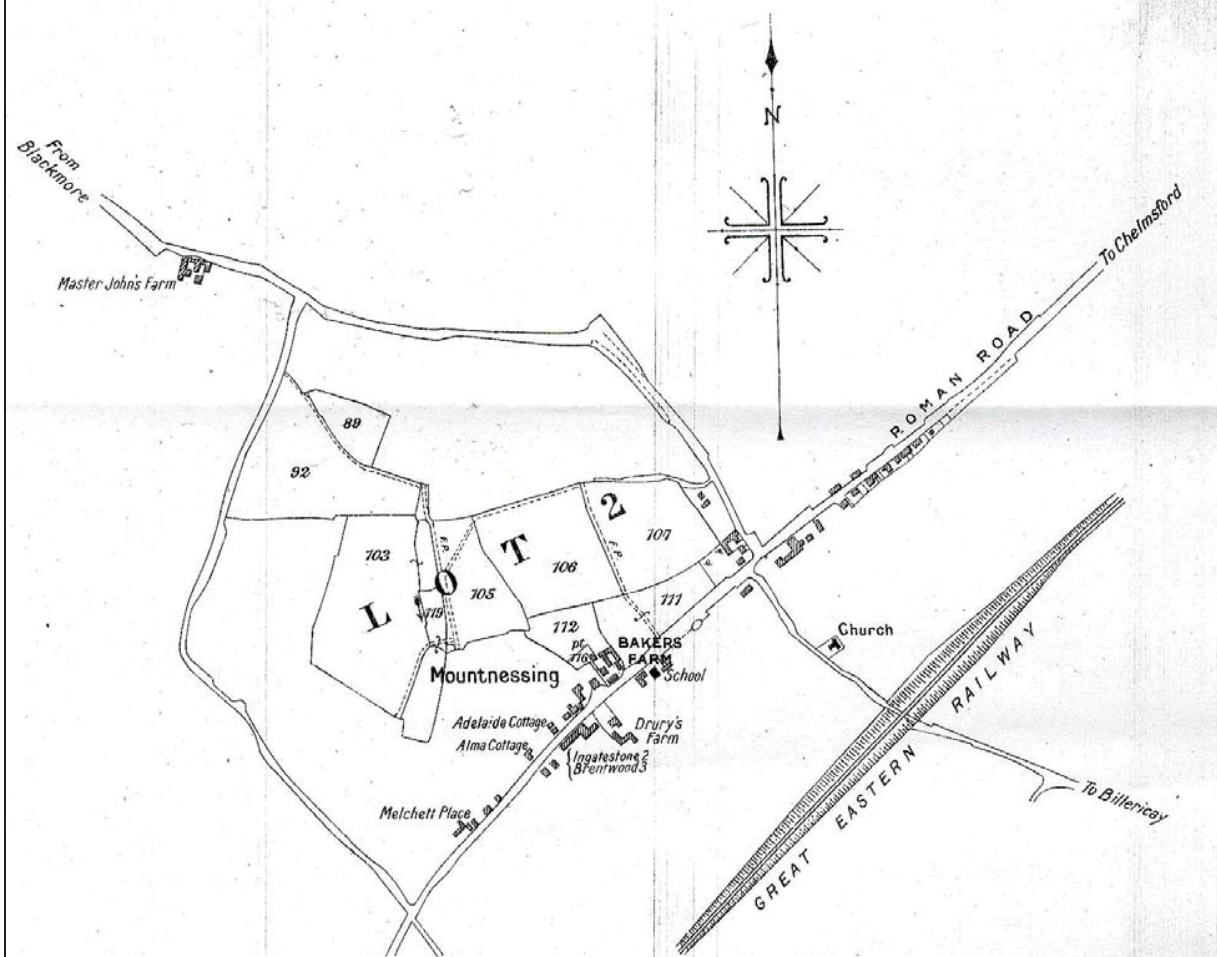 From
Blackmore
N
To Chelmsford
Master John's Farm
ROMAN ROAD
89
92
LOT 2
103
F.P.
119
105
106
F.P.
107
111
112
pt
116
BAKERS
FARM
School
Church
Mountnessing
Adelaide Cottage
Alma Cottage
Drury's
Farm
Ingatestone 2
Brentwood 3
Melchett Place
GREAT EASTERN RAILWAY
To Billericay